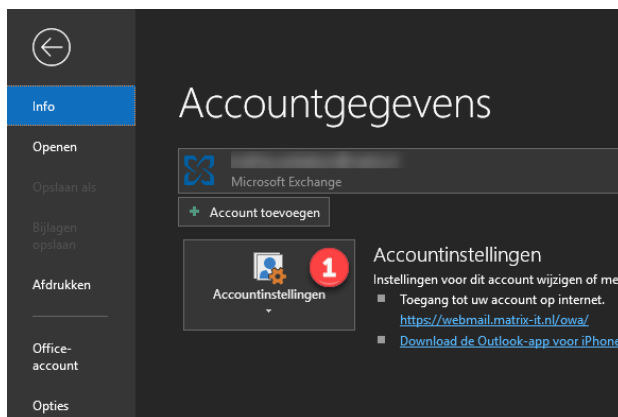 Info
Openen
Opslaan als
Bijlagen
opslaan
Afdrukken
Office-
account
Opties
Accountgegevens
Microsoft Exchange
+ Account toevoegen
Accountinstellingen
1
Accountinstellingen
Instellingen voor dit account wijzigen of me
Toegang tot uw account op internet.
https://webmail.matrix-it.nl/owa/
Download de Outlook-app voor iPhone